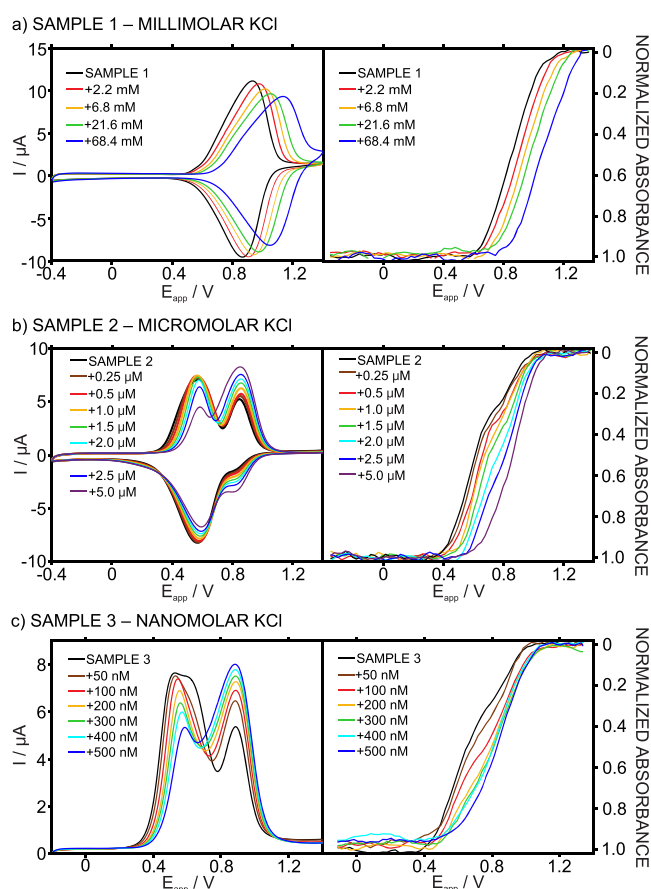 a) SAMPLE 1 – MILLIMOLAR KCl
15
10
5
0
-5
-10
I / µA
SAMPLE 1
+2.2 mM
+6.8 mM
+21.6 mM
+68.4 mM
-0.4 0 0.4 0.8 1.2
E app / V
SAMPLE 1
+2.2 mM
+6.8 mM
+21.6 mM
+68.4 mM
0 0.4 0.8 1.2
E app / V
0
0.2
0.4
0.6
0.8
1.0
NORMALIZED ABSORBANCE
b) SAMPLE 2 – MICROMOLAR KCl
10
5
0
-5
-10
I / µA
SAMPLE 2
+0.25 µM
+0.5 µM
+1.0 µM
+1.5 µM
+2.0 µM
+2.5 µM
+5.0 µM
-0.4 0 0.4 0.8 1.2
E app / V
SAMPLE 2
+0.25 µM
+0.5 µM
+1.0 µM
+1.5 µM
+2.0 µM
+2.5 µM
+5.0 µM
0 0.4 0.8 1.2
E app / V
0
0.2
0.4
0.6
0.8
1.0
NORMALIZED ABSORBANCE
c) SAMPLE 3 – NANOMOLAR KCl
8
6
4
2
0
I / µA
SAMPLE 3
+50 nM
+100 nM
+200 nM
+300 nM
+400 nM
+500 nM
0 0.4 0.8 1.2
E app / V
SAMPLE 3
+50 nM
+100 nM
+200 nM
+300 nM
+400 nM
+500 nM
0 0.4 0.8 1.2
E app / V
0
0.2
0.4
0.6
0.8
1.0
NORMALIZED ABSORBANCE